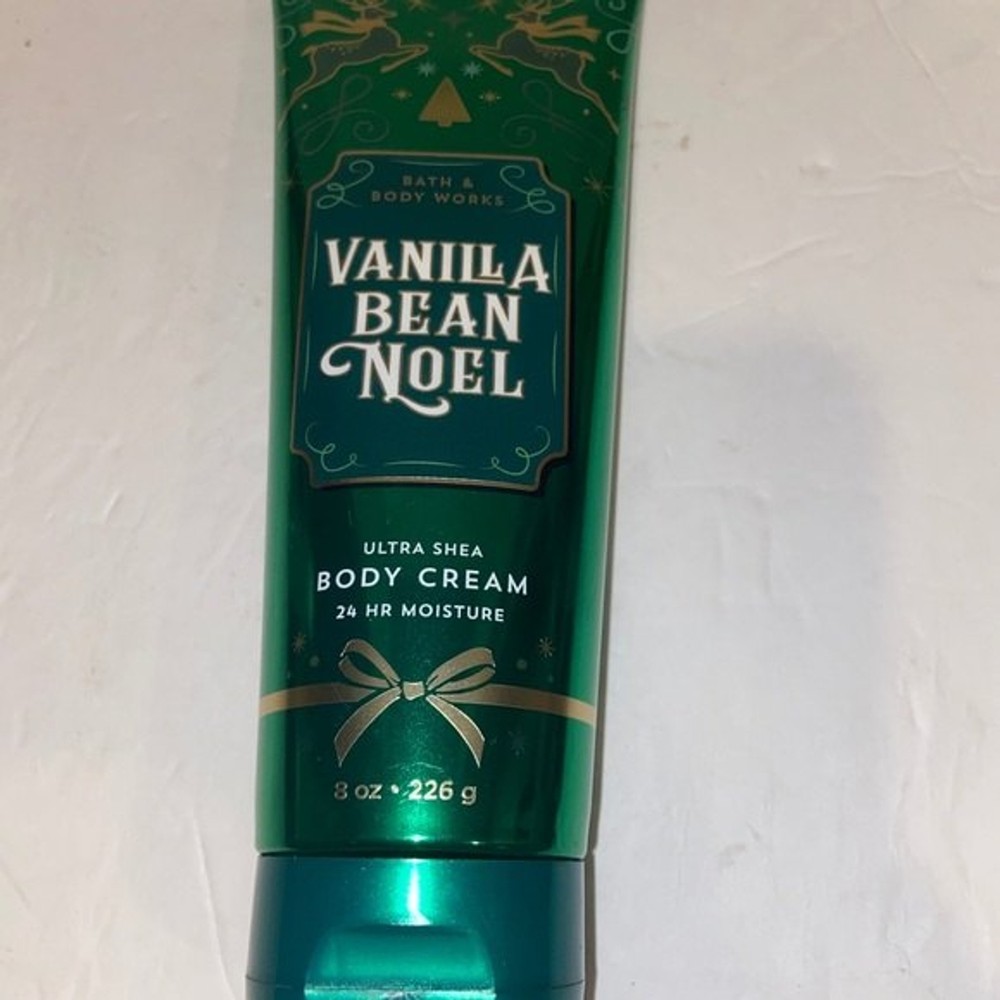 BATH &
BODY WORKS
VANILLA
BEAN
NOEL
ULTRA SHEA
BODY CREAM
24 HR MOISTURE
8 oz • 226 g